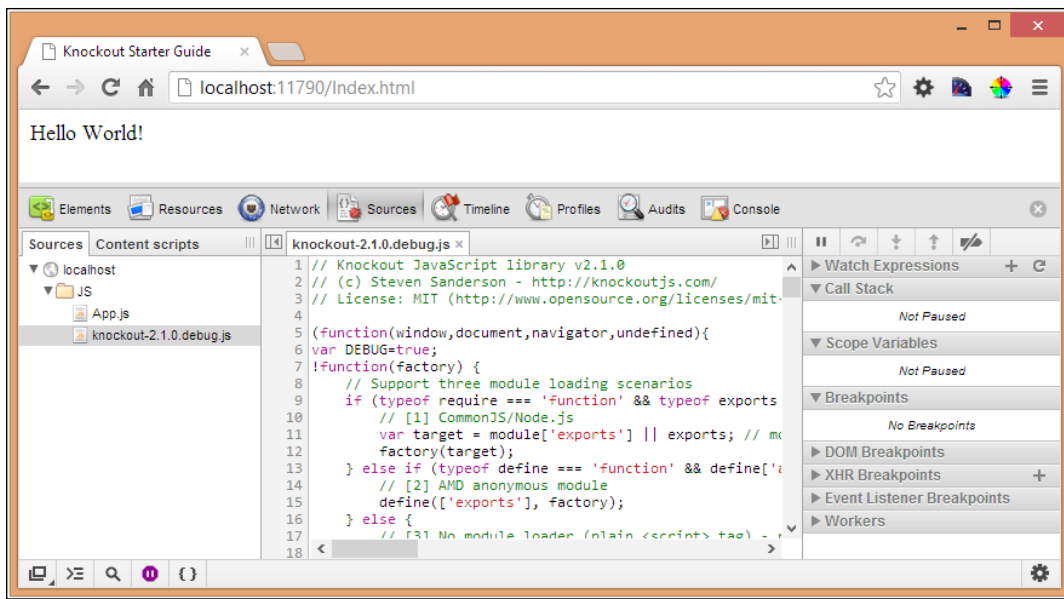 Knockout Starter Guide
localhost:11790/Index.html
Hello World!
Elements Resources Network Sources Timeline Profiles Audits Console
Sources Content scripts
localhost
JS
App.js
knockout-2.1.0.debug.js
knockout-2.1.0.debug.js
1 // Knockout JavaScript library v2.1.0
2 // (c) Steven Sanderson - http://knockoutjs.com/
3 // License: MIT (http://www.opensource.org/licenses/mit-
4
5 (function(window,document,navigator,undefined){
6 var DEBUG=true;
7 !function(factory) {
8     // Support three module loading scenarios
9     if (typeof require === 'function' && typeof exports
10         // [1] CommonJS/Node.js
11         var target = module['exports'] || exports; // mo
12         factory(target);
13     } else if (typeof define === 'function' && define['a
14         // [2] AMD anonymous module
15         define(['exports'], factory);
16     } else {
17         // [3] No module loader (plain <script> tag) -
18
Watch Expressions
Call Stack
Not Paused
Scope Variables
Not Paused
Breakpoints
No Breakpoints
DOM Breakpoints
XHR Breakpoints
Event Listener Breakpoints
Workers